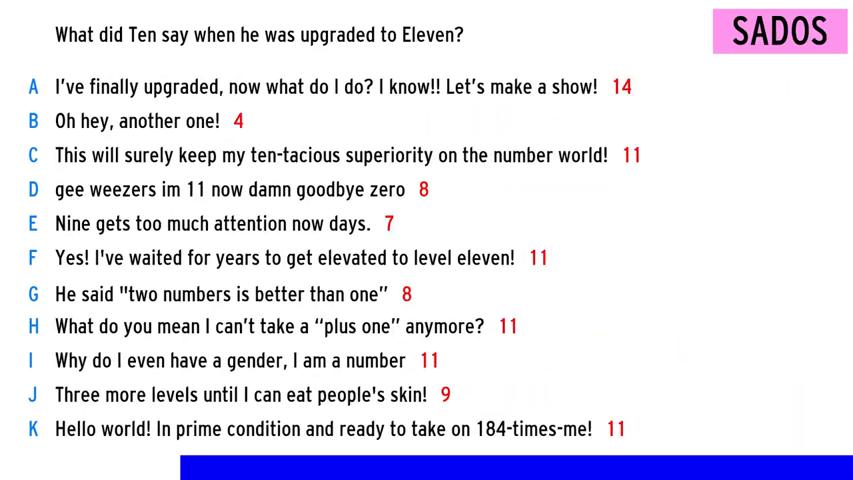 What did Ten say when he was upgraded to Eleven?
SADOS
A I’ve finally upgraded, now what do I do? I know!! Let’s make a show! 14
B Oh hey, another one! 4
C This will surely keep my ten-tacious superiority on the number world! 11
D gee weezers im 11 now damn goodbye zero 8
E Nine gets too much attention now days. 7
F Yes! I've waited for years to get elevated to level eleven! 11
G He said "two numbers is better than one” 8
H What do you mean I can’t take a “plus one” anymore? 11
I Why do I even have a gender, I am a number 11
J Three more levels until I can eat people's skin! 9
K Hello world! In prime condition and ready to take on 184-times-me! 11